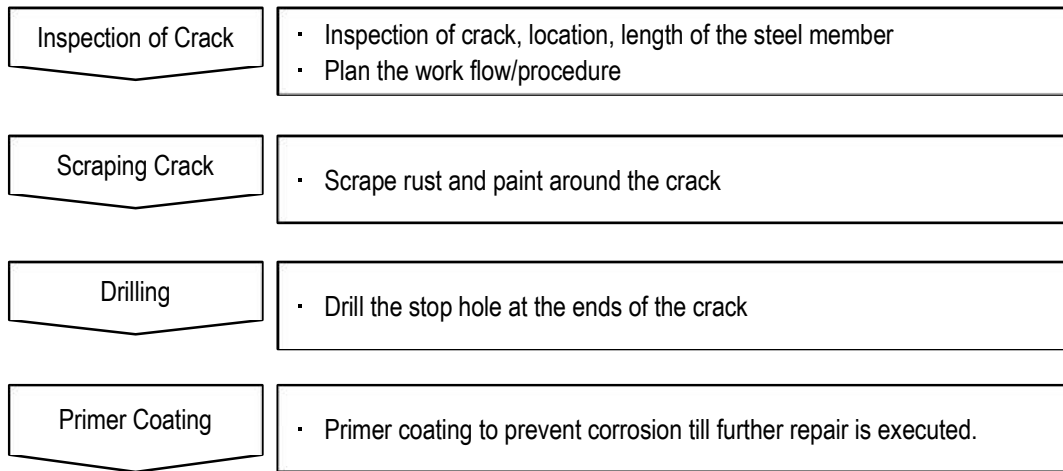 Inspection of Crack
· Inspection of crack, location, length of the steel member
· Plan the work flow/procedure
Scraping Crack
· Scrape rust and paint around the crack
Drilling
· Drill the stop hole at the ends of the crack
Primer Coating
· Primer coating to prevent corrosion till further repair is executed.